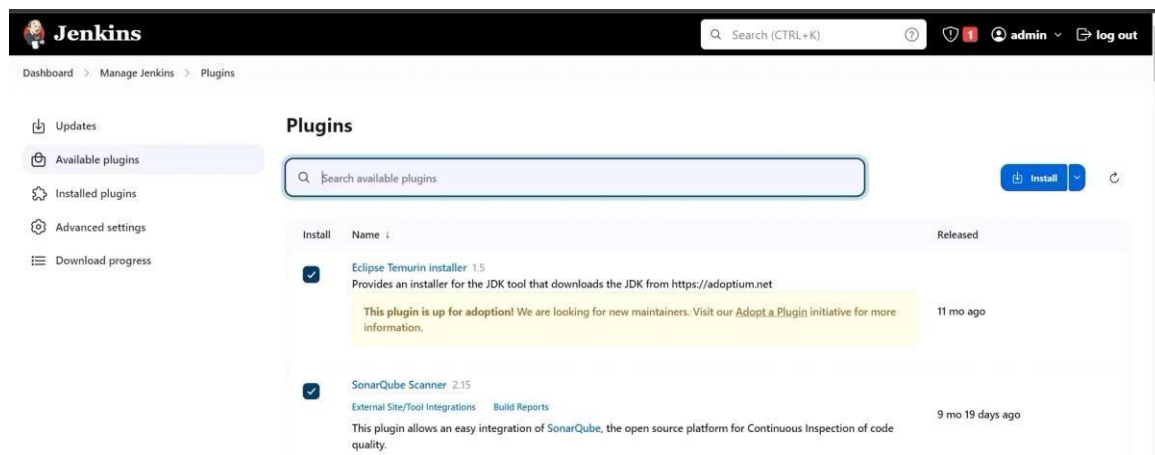 Jenkins
Search (CTRL+K)
?
1
admin
log out
Dashboard > Manage Jenkins > Plugins
Updates
Available plugins
Installed plugins
Advanced settings
Download progress
Plugins
Search available plugins
Install
Install Name ↓ Released
Eclipse Temurin installer 1.5
Provides an installer for the JDK tool that downloads the JDK from https://adoptium.net
This plugin is up for adoption! We are looking for new maintainers. Visit our Adopt a Plugin initiative for more
information.
11 mo ago
SonarQube Scanner 2.15
External Site/Tool Integrations Build Reports
This plugin allows an easy integration of SonarQube, the open source platform for Continuous Inspection of code
quality.
9 mo 19 days ago